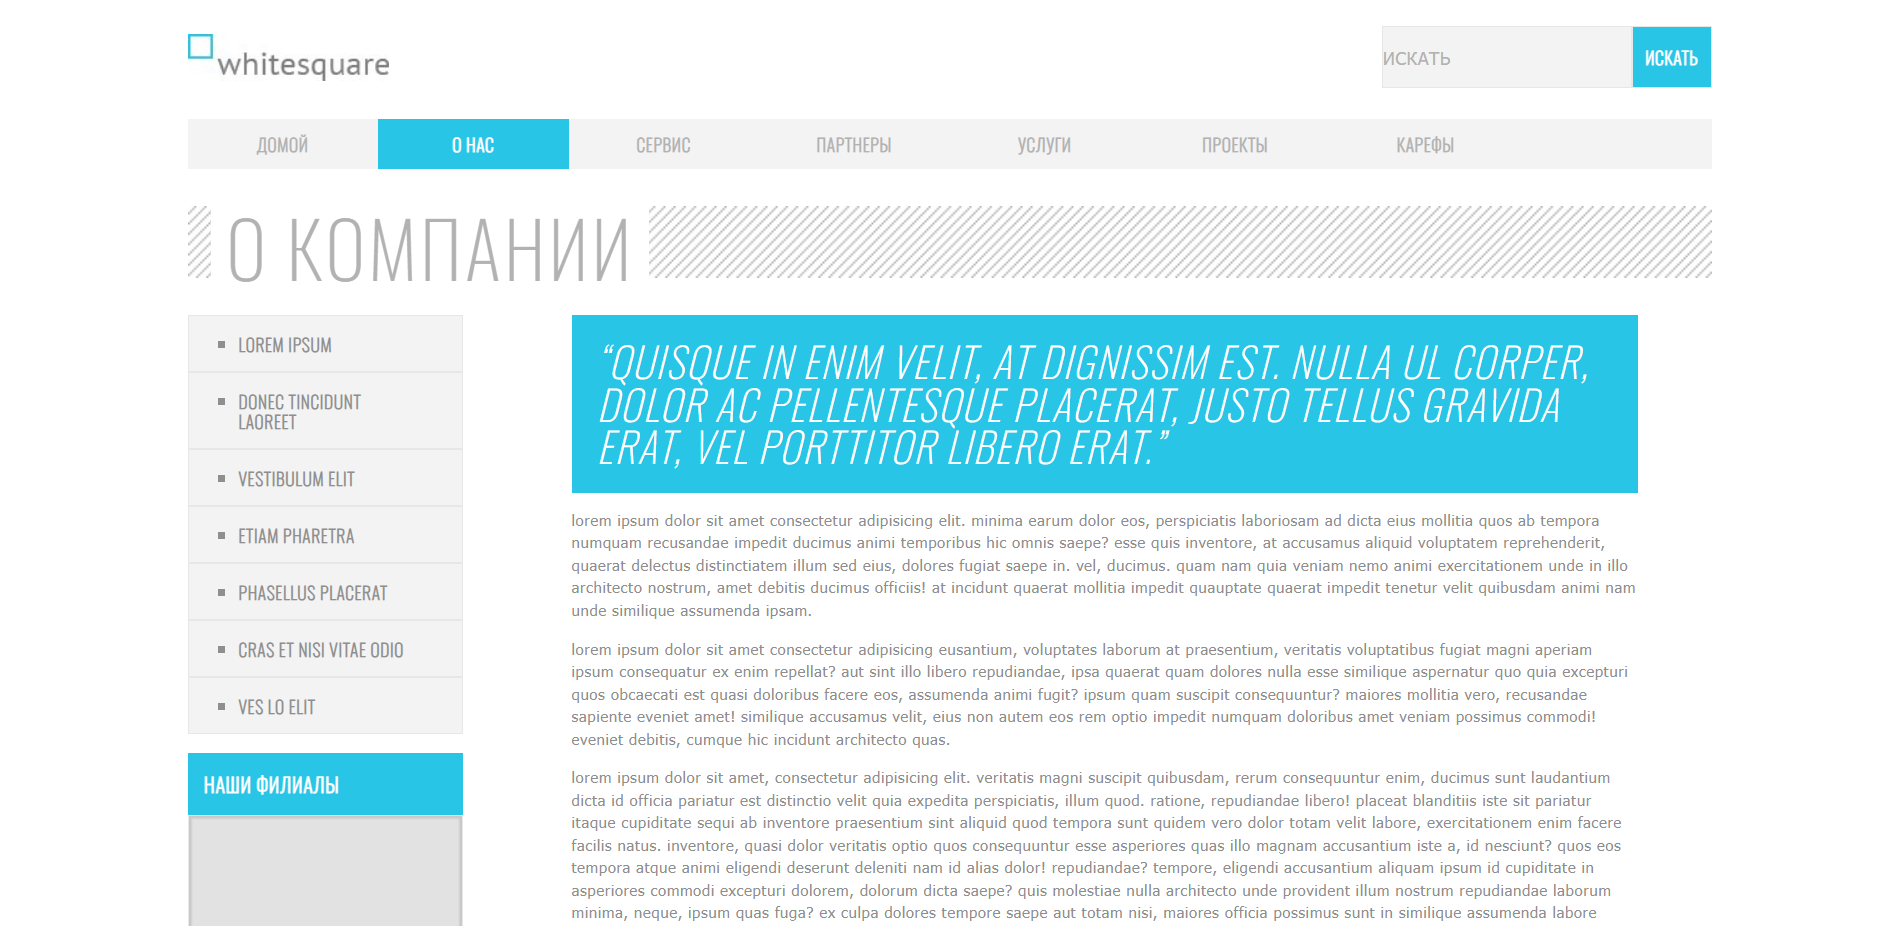 whitesquare
ИСКАТЬ
ИСКАТЬ
ДОМОЙ
О НАС
СЕРВИС
ПАРТНЕРЫ
УСЛУГИ
ПРОЕКТЫ
КАРЕФЫ
О КОМПАНИИ
LOREM IPSUM
DONEC TINCIDUNT
LAOREET
VESTIBULUM ELIT
ETIAM PHARETRA
PHASELLUS PLACERAT
CRAS ET NISI VITAE ODIO
VES LO ELIT
НАШИ ФИЛИАЛЫ
“QUISQUE IN ENIM VELIT, AT DIGNISSIM EST. NULLA UL CORPER,
DOLOR AC PELLENTESQUE PLACERAT, JUSTO TELLUS GRAVIDA
ERAT, VEL PORTTITOR LIBERO ERAT.”
lorem ipsum dolor sit amet consectetur adipisicing elit. minima earum dolor eos, perspiciatis laboriosam ad dicta eius mollitia quos ab tempora
numquam recusandae impedit ducimus animi temporibus hic omnis saepe? esse quis inventore, at accusamus aliquid voluptatem reprehenderit,
quaerat delectus distinctiatem illum sed eius, dolores fugiat saepe in. vel, ducimus. quam nam quia veniam nemo animi exercitationem unde in illo
architecto nostrum, amet debitis ducimus officiis! at incidunt quaerat mollitia impedit quauptate quaerat impedit tenetur velit quibusdam animi nam
unde similique assumenda ipsam.
lorem ipsum dolor sit amet consectetur adipisicing eusantium, voluptates laborum at praesentium, veritatis voluptatibus fugiat magni aperiam
ipsum consequatur ex enim repellat? aut sint illo libero repudiandae, ipsa quaerat quam dolores nulla esse similique aspernatur quo quia excepturi
quos obcaecati est quasi doloribus facere eos, assumenda animi fugit? ipsum quam suscipit consequuntur? maiores mollitia vero, recusandae
sapiente eveniet amet! similique accusamus velit, eius non autem eos rem optio impedit numquam doloribus amet veniam possimus commodi!
eveniet debitis, cumque hic incidunt architecto quas.
lorem ipsum dolor sit amet, consectetur adipisicing elit. veritatis magni suscipit quibusdam, rerum consequuntur enim, ducimus sunt laudantium
dicta id officia pariatur est distinctio velit quia expedita perspiciatis, illum quod. ratione, repudiandae libero! placeat blanditiis iste sit pariatur
itaque cupiditate sequi ab inventore praesentium sint aliquid quod tempora sunt quidem vero dolor totam velit labore, exercitationem enim facere
facilis natus. inventore, quasi dolor veritatis optio quos consequuntur esse asperiores quas illo magnam accusantium iste a, id nesciunt? quos eos
tempora atque animi eligendi deserunt deleniti nam id alias dolor! repudiandae? tempore, eligendi accusantium aliquam ipsum id cupiditate in
asperiores commodi excepturi dolorem, dolorum dicta saepe? quis molestiae nulla architecto unde provident illum nostrum repudiandae laborum
minima, neque, ipsum quas fuga? ex culpa dolores tempore saepe aut totam nisi, maiores officia possimus sunt in similique assumenda labore